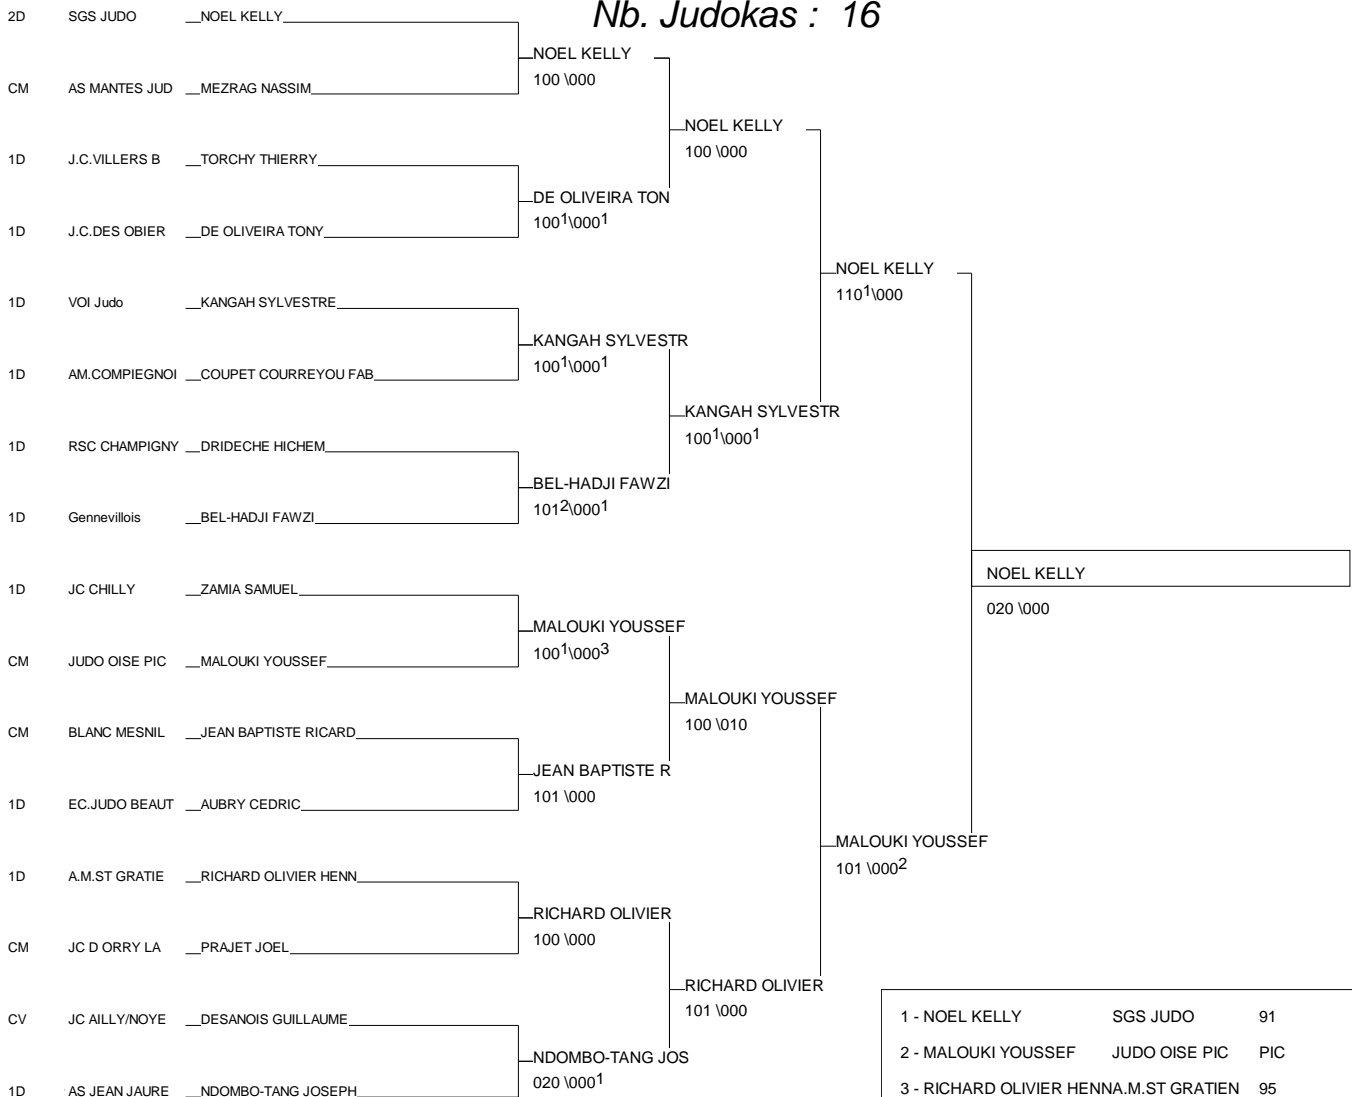 Nb. Judokas : 16
2D SGS JUDO NOEL KELLY
NOEL KELLY
100 \000
CM AS MANTES JUD MEZRAG NASSIM
NOEL KELLY
100 \000
1D J.C.VILLERS B TORCHY THIERRY
DE OLIVEIRA TON
100¹\000¹
1D J.C.DES OBIER DE OLIVEIRA TONY
NOEL KELLY
110¹\000
1D VOI Judo KANGAH SYLVESTRE
KANGAH SYLVESTR
100¹\000¹
1D AM.COMPIEGNOI COUPET COURREYOU FAB
KANGAH SYLVESTR
100¹\000¹
1D RSC CHAMPIGNY DRIDECHE HICHEM
BEL-HADJI FAWZI
101²\000¹
1D Gennevillois BEL-HADJI FAWZI
NOEL KELLY
020 \000
1D JC CHILLY ZAMIA SAMUEL
MALOUKI YOUSSEF
100¹\000³
CM JUDO OISE PIC MALOUKI YOUSSEF
MALOUKI YOUSSEF
100 \010
CM BLANC MESNIL JEAN BAPTISTE RICARD
JEAN BAPTISTE R
101 \000
1D EC.JUDO BEAUT AUBRY CEDRIC
MALOUKI YOUSSEF
101 \000²
1D A.M.ST GRATIE RICHARD OLIVIER HENN
RICHARD OLIVIER
100 \000
CM JC D ORRY LA PRAJET JOEL
RICHARD OLIVIER
101 \000
CV JC AILLY/NOYE DESANOIS GUILLAUME
NDOMBO-TANG JOS
020 \000¹
1D AS JEAN JAURE NDOMBO-TANG JOSEPH
1 - NOEL KELLY SGS JUDO 91
2 - MALOUKI YOUSSEF JUDO OISE PIC PIC
3 - RICHARD OLIVIER HENNA.M.ST GRATIEN 95